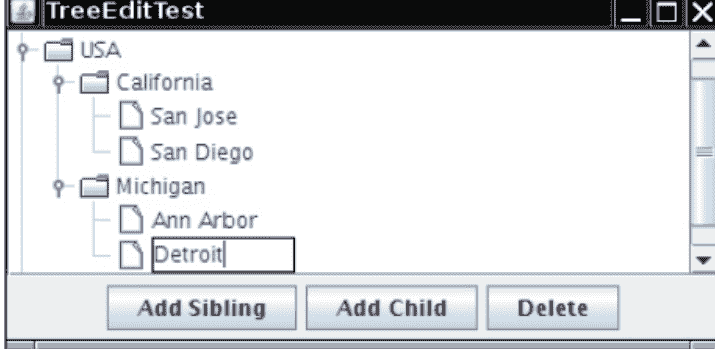 TreeEditTest
USA
California
San Jose
San Diego
Michigan
Ann Arbor
Detroit
Add Sibling Add Child Delete